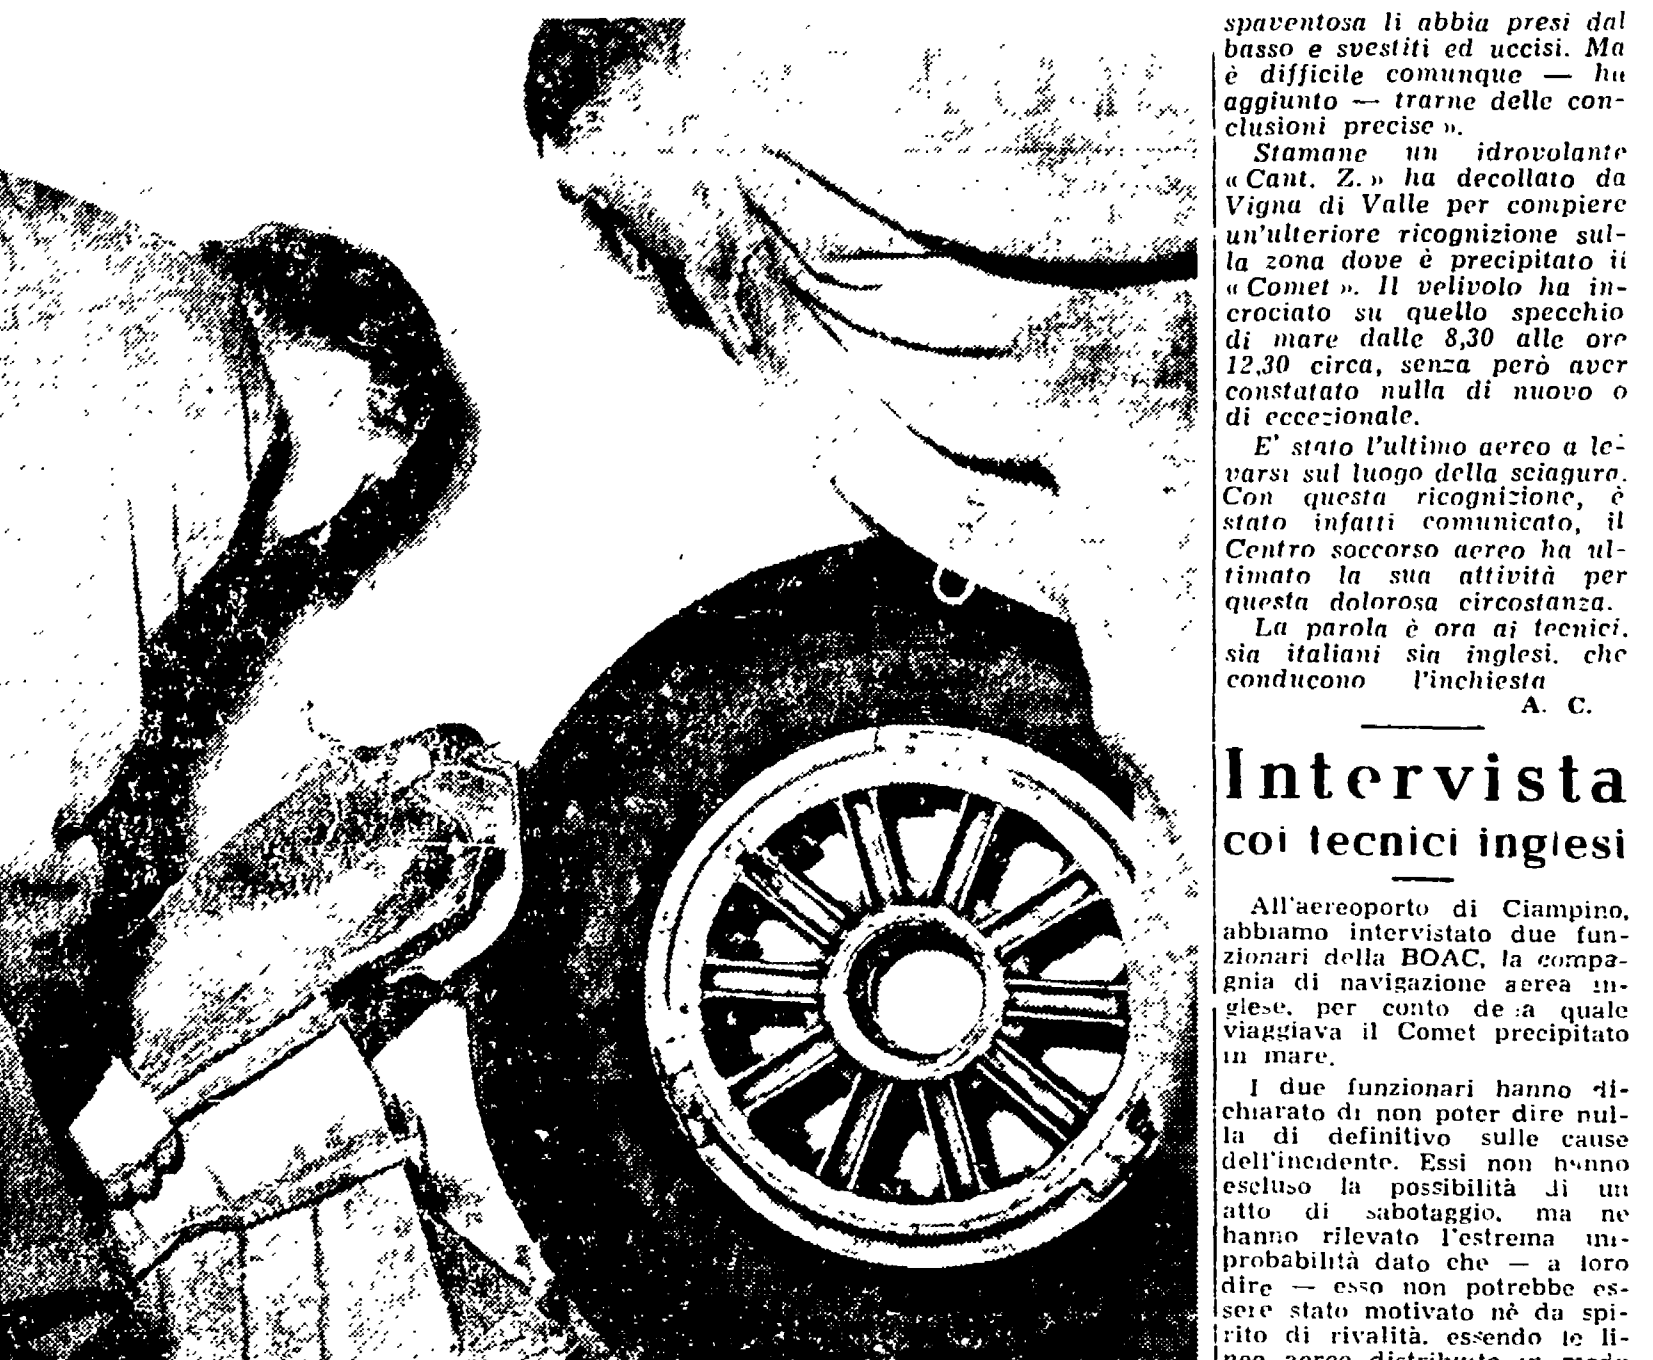 spaventosa li abbia presi dal
basso e svestiti ed uccisi. Ma
è difficile comunque — ha
aggiunto — trarne delle con-
clusioni precise ».
Stamane un idrovolante
« Cant. Z. » ha decollato da
Vigna di Valle per compiere
un'ulteriore ricognizione sul-
la zona dove è precipitato il
« Comet ». Il velivolo ha in-
crociato su quello specchio
di mare dalle 8,30 alle ore
12,30 circa, senza però aver
constatato nulla di nuovo o
di eccezionale.
E' stato l'ultimo aereo a le-
varsi sul luogo della sciagura.
Con questa ricognizione, è
stato infatti comunicato, il
Centro soccorso aereo ha ul-
timato la sua attività per
questa dolorosa circostanza.
La parola è ora ai tecnici.
sia italiani sia inglesi. che
conducono l'inchiesta
A. C.
Intervista
coi tecnici inglesi
All'aereoporto di Ciampino,
abbiamo intervistato due fun-
zionari della BOAC, la compa-
gnia di navigazione aerea in-
glese, per conto della quale
viaggiava il Comet precipitato
in mare.
I due funzionari hanno di-
chiarato di non poter dire nul-
la di definitivo sulle cause
dell'incidente. Essi non hanno
escluso la possibilità di un
atto di sabotaggio, ma ne
hanno rilevato l'estrema im-
probabilità dato che — a loro
dire — esso non potrebbe es-
sere stato motivato nè da spi-
rito di rivalità, essendo le li-